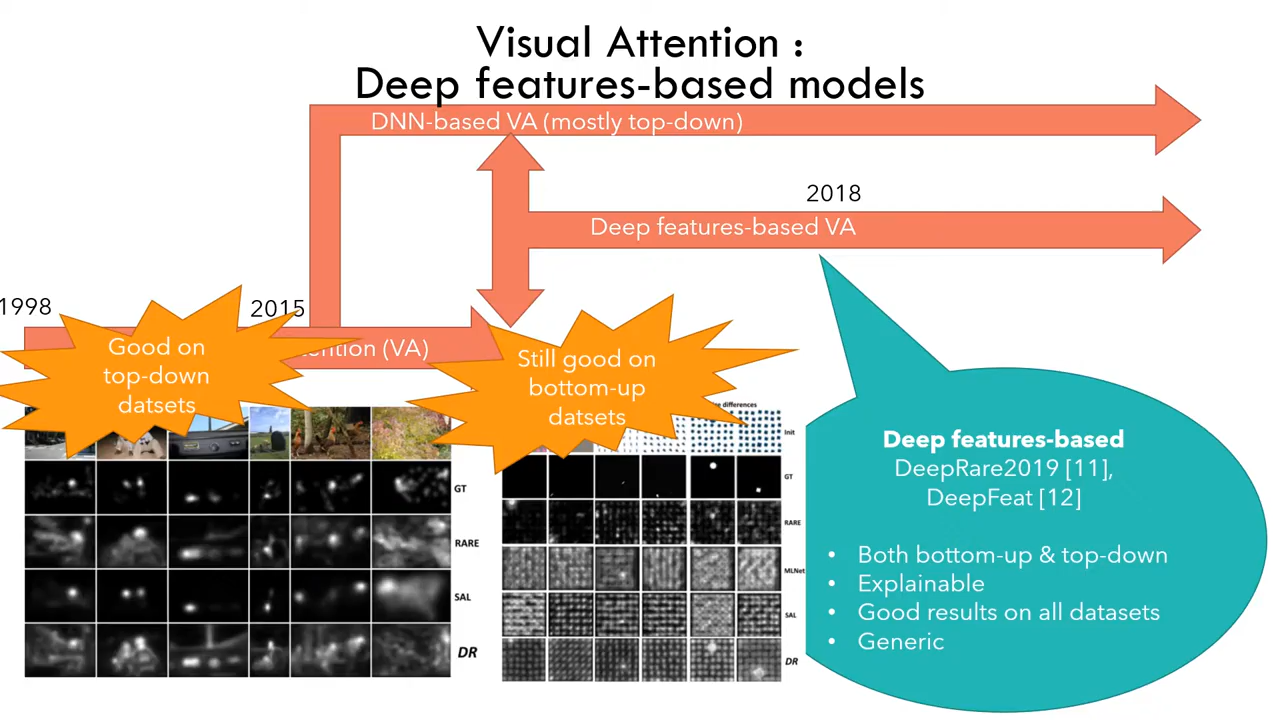 Visual Attention :
Deep features-based models
DNN-based VA (mostly top-down)
2018
Deep features-based VA
1998
2015
(VA)
Good on
top-down
datsets
Still good on
bottom-up
datsets
differences
Init
GT
RARE
MLNet
SAL
DR
GT
RARE
SAL
DR
Deep features-based
DeepRare2019 [11],
DeepFeat [12]
• Both bottom-up & top-down
• Explainable
• Good results on all datasets
• Generic